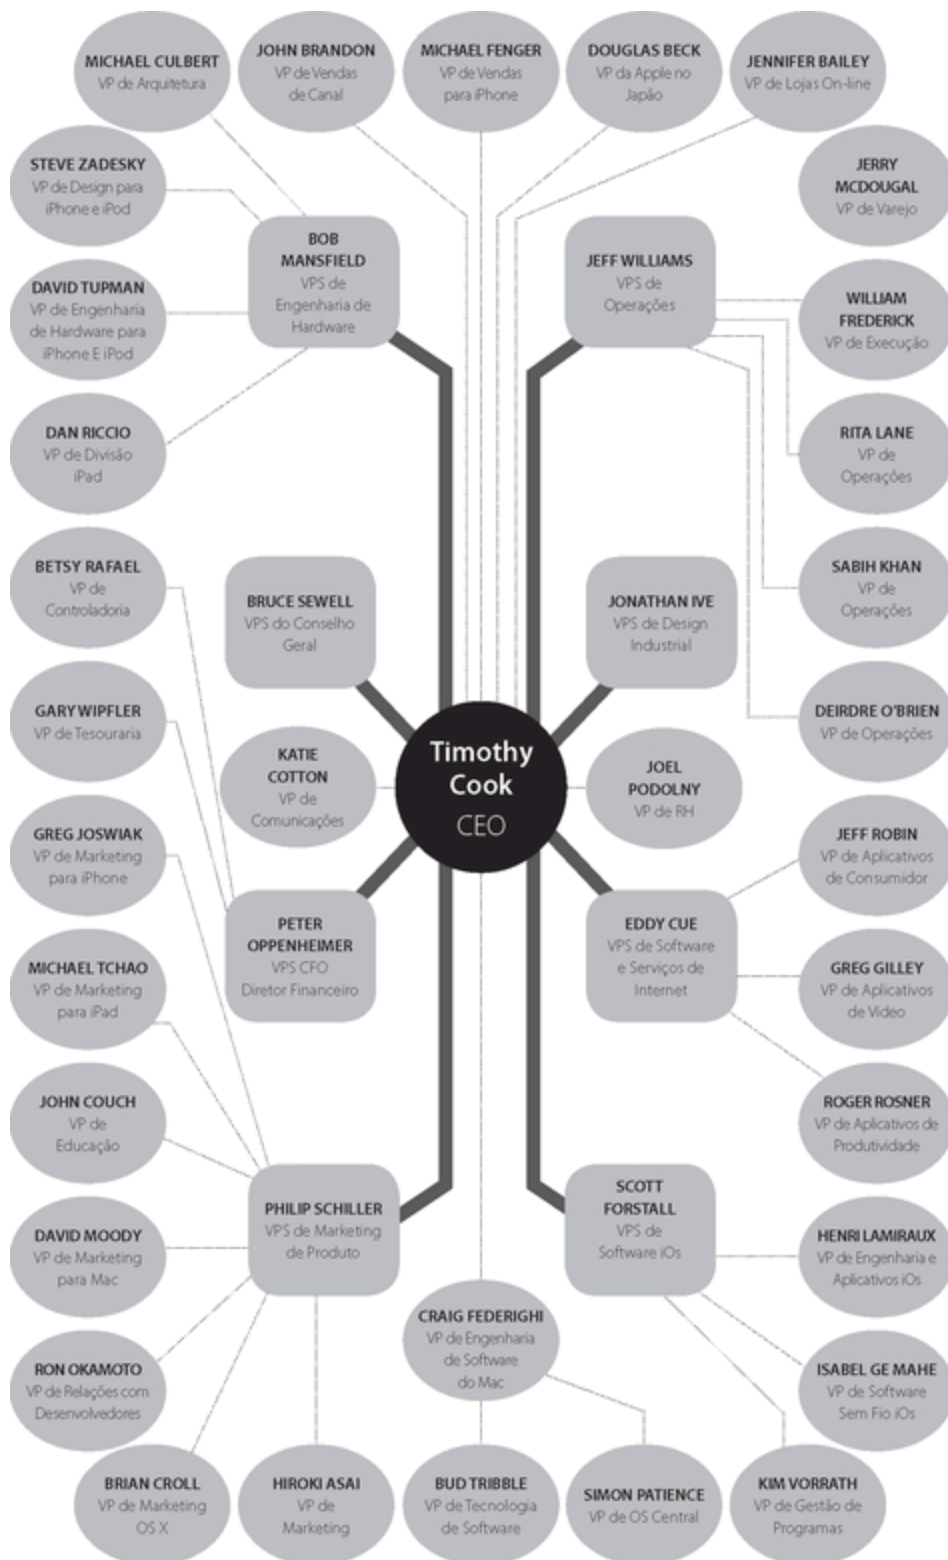 MICHAEL CULBERT
VP de Arquitetura
JOHN BRANDON
VP de Vendas
de Canal
MICHAEL FENGER
VP de Vendas
para iPhone
DOUGLAS BECK
VP da Apple no
Japão
JENNIFER BAILEY
VP de Lojas On-line
STEVE ZADESKY
VP de Design para
iPhone e iPod
JERRY
MCDOUGAL
VP de Varejo
BOB
MANSFIELD
VPS de
Engenharia de
Hardware
JEFF WILLIAMS
VPS de
Operações
DAVID TUPMAN
VP de Engenharia
de Hardware para
iPhone E iPod
WILLIAM
FREDERICK
VP de Execução
DAN RICCIO
VP de Divisão
iPad
RITA LANE
VP de
Operações
BETSY RAFAEL
VP de
Controladoria
BRUCE SEWELL
VPS do Conselho
Geral
JONATHAN IVE
VPS de Design
Industrial
SABIH KHAN
VP de
Operações
GARY WIPFLER
VP de Tesouraria
KATIE
COTTON
VP de
Comunicações
Timothy
Cook
CEO
JOEL
PODOLNY
VP de RH
DEIRDRE O'BRIEN
VP de Operações
GREG JOSWIAK
VP de Marketing
para iPhone
JEFF ROBIN
VP de Aplicativos
de Consumidor
PETER
OPPENHEIMER
VPS CFO
Diretor Financeiro
EDDY CUE
VPS de Software
e Serviços de
Internet
MICHAEL TCHAO
VP de Marketing
para iPad
GREG GILLEY
VP de Aplicativos
de Vídeo
JOHN COUCH
VP de
Educação
ROGER ROSNER
VP de Aplicativos de
Produtividade
PHILIP SCHILLER
VPS de Marketing
de Produto
SCOTT
FORSTALL
VPS de
Software iOs
DAVID MOODY
VP de Marketing
para Mac
HENRI LAMIRAUX
VP de Engenharia e
Aplicativos iOs
CRAIG FEDERIGHI
VP de Engenharia
de Software
do Mac
RON OKAMOTO
VP de Relações com
Desenvolvedores
ISABEL GE MAHE
VP de Software
Sem Fio iOs
BRIAN CROLL
VP de Marketing
OS X
HIROKI ASAI
VP de
Marketing
BUD TRIBBLE
VP de Tecnologia
de Software
SIMON PATIENCE
VP de OS Central
KIM VORRATH
VP de Gestão de
Programas